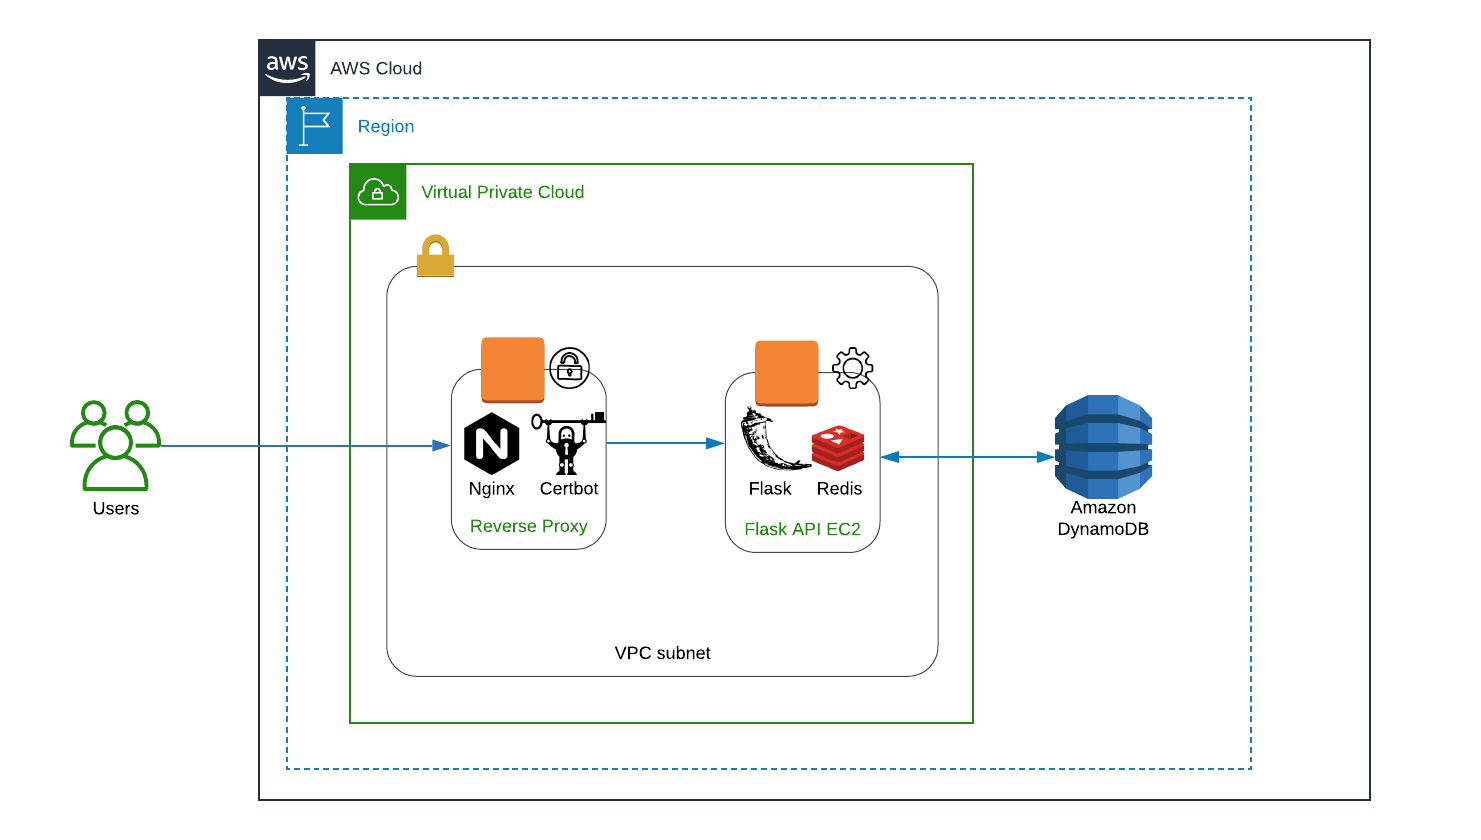 aws
AWS Cloud
Region
Virtual Private Cloud
Nginx
Certbot
Reverse Proxy
Flask
Redis
Flask API EC2
Users
Amazon
DynamoDB
VPC subnet